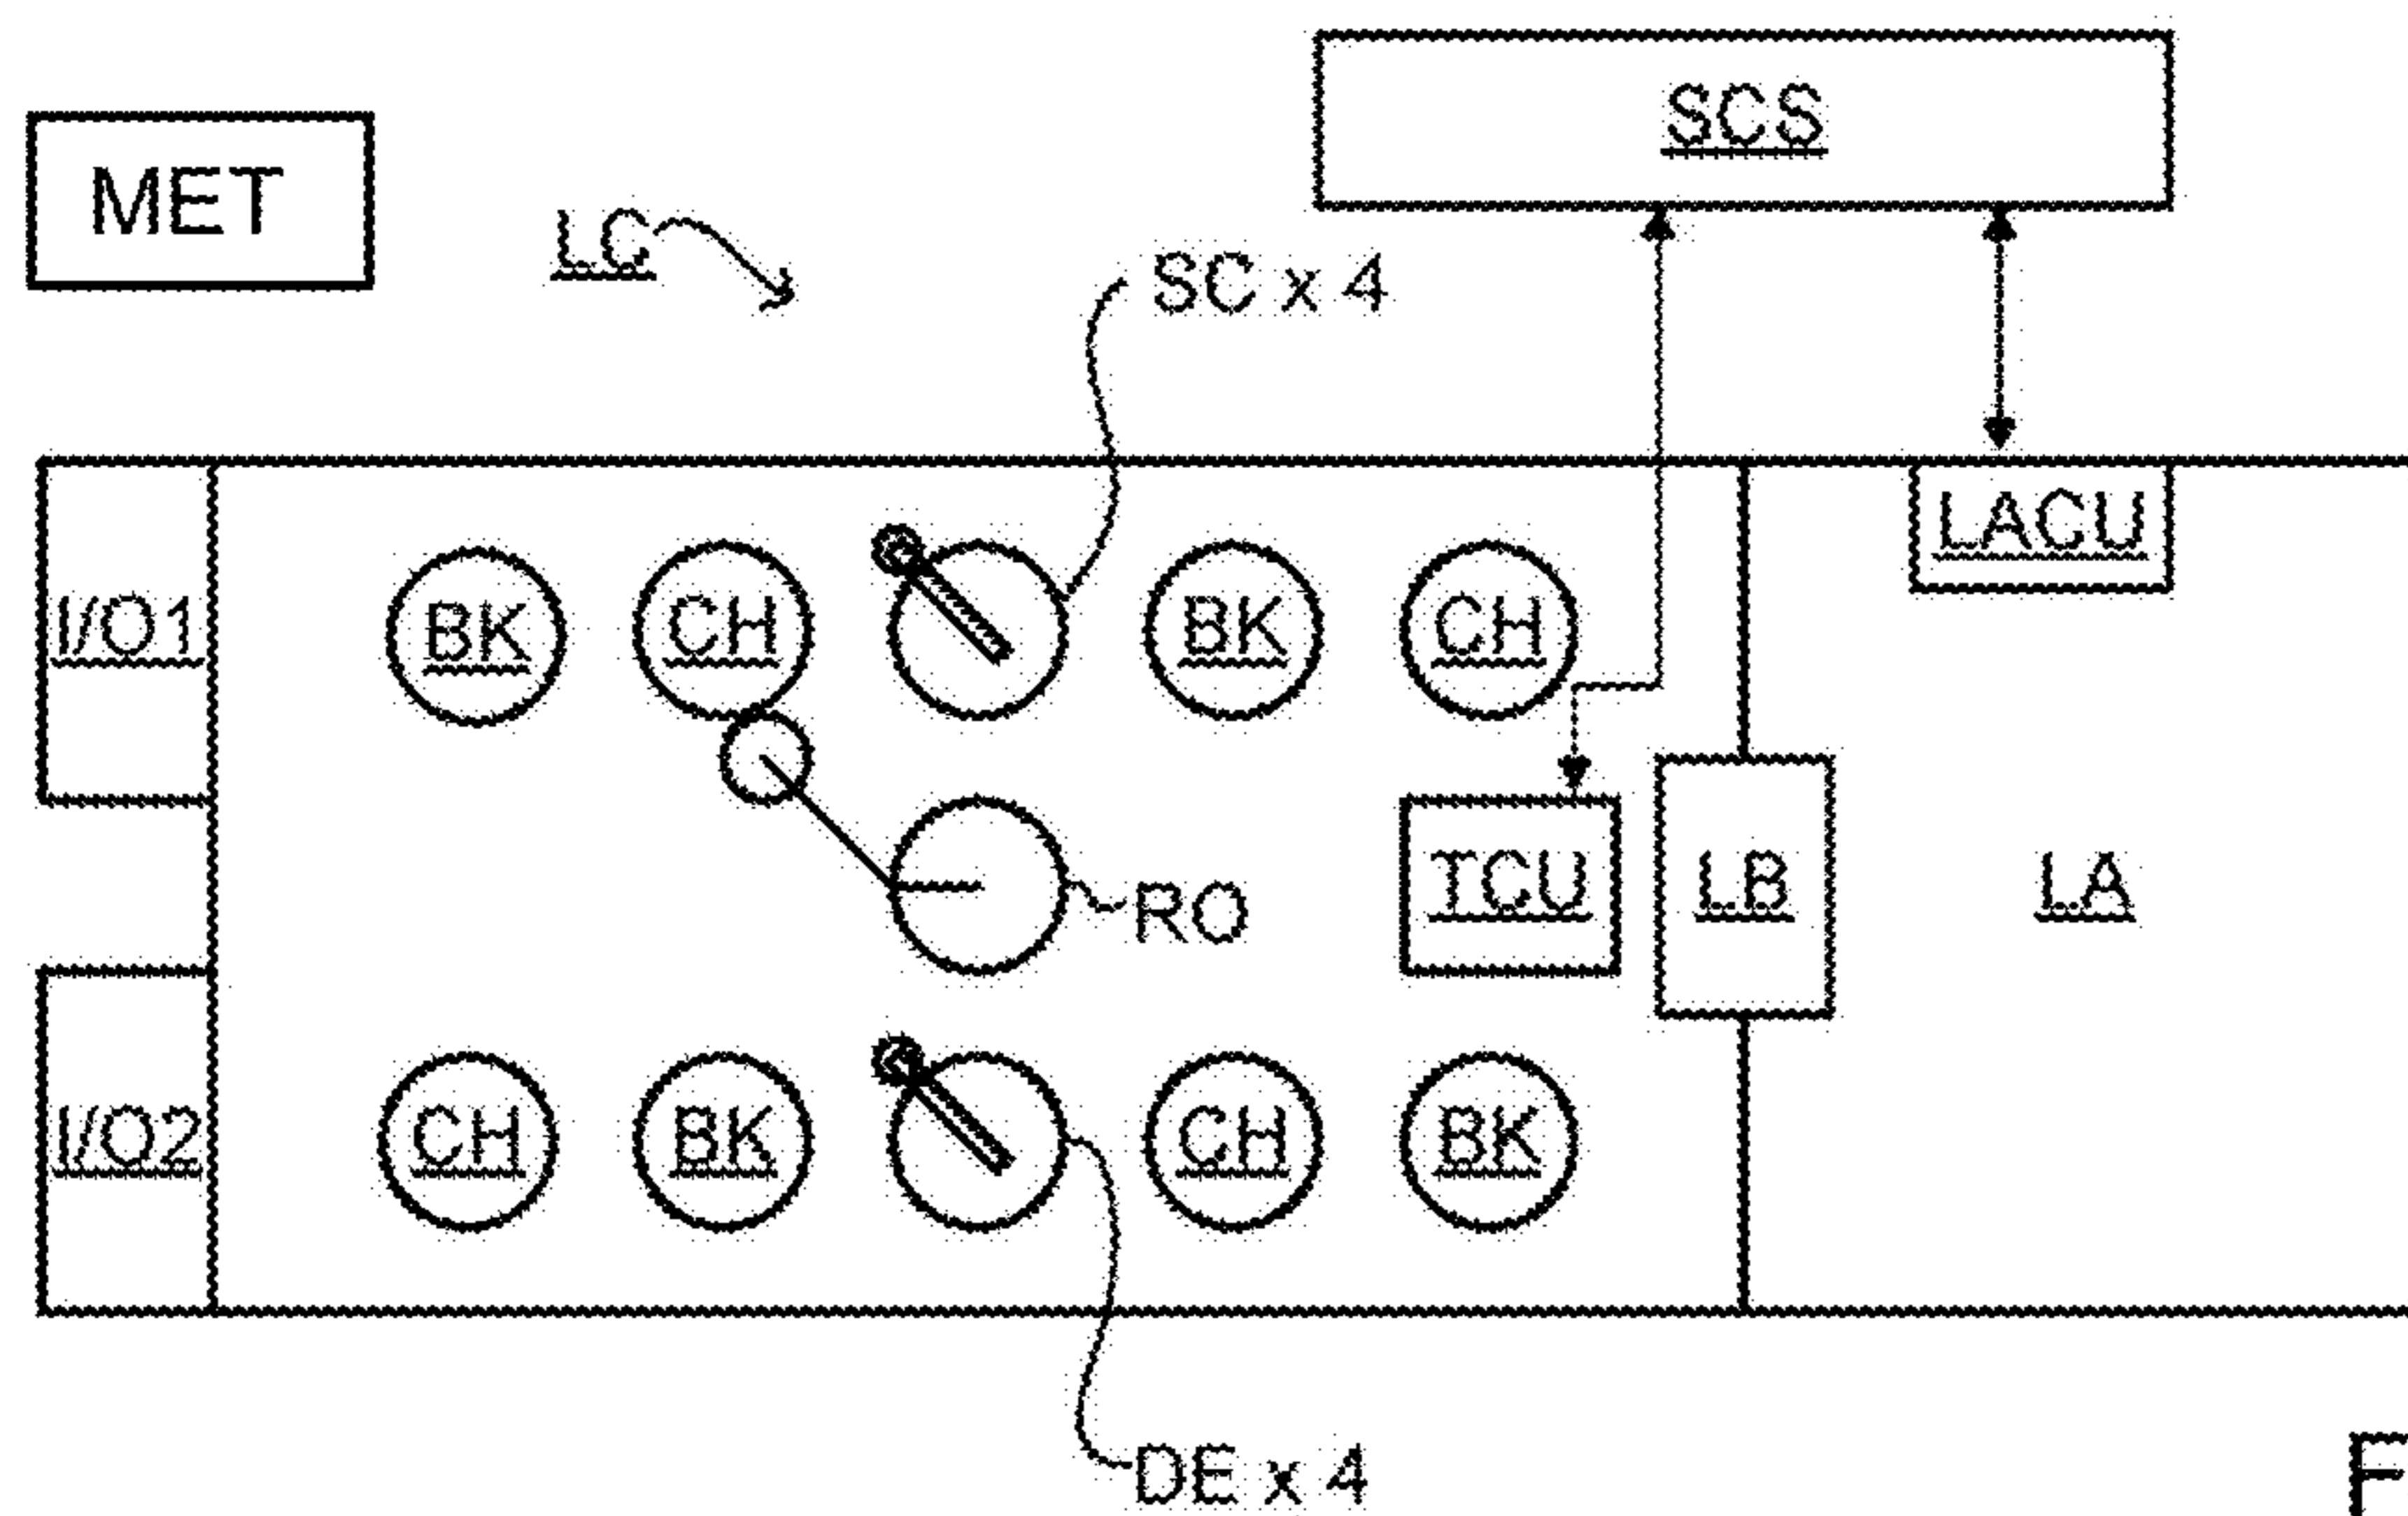 SCS
MET
LC
SC x 4
LACU
I/O1
BK
CH
BK
CH
RO
TCU
LB
LA
I/O2
CH
BK
CH
BK
DE x 4
F